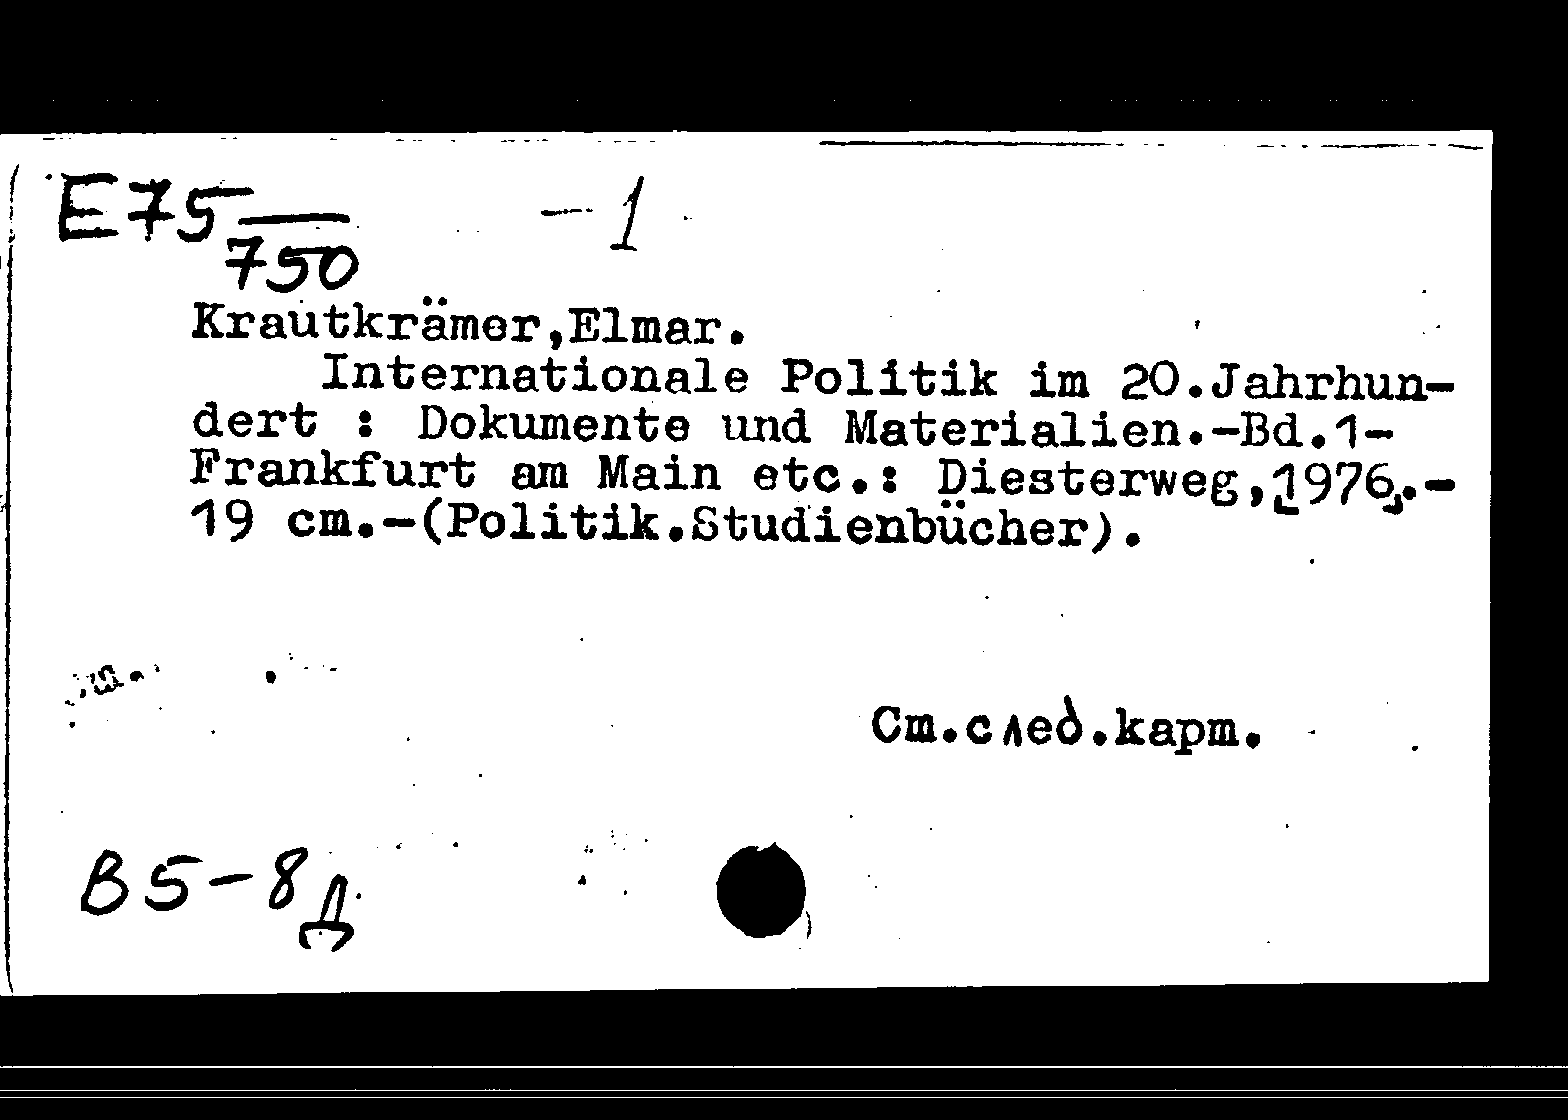 E75 -1
750
Krautkrämer,Elmar.
Internationale Politik im 20.Jahrhun-
dert : Dokumente und Materialien.-Bd.1-
Frankfurt am Main etc.: Diesterweg,1976.-
19 cm.-(Politik.Studienbücher).
См.след.карт.
B5-8Д